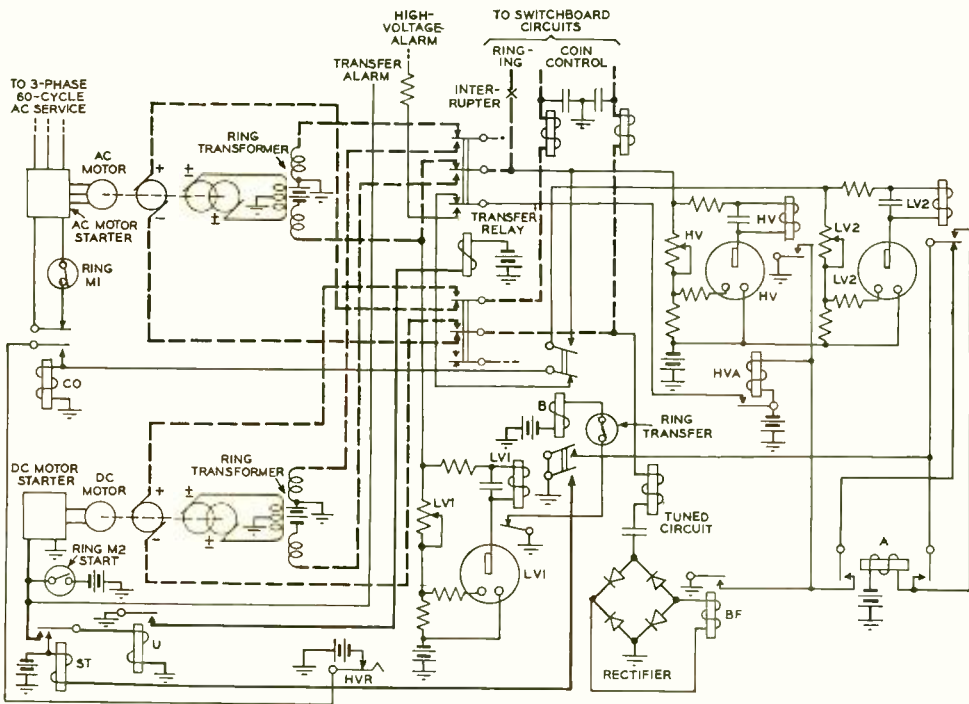 HIGH-
VOLTAGE
ALARM
TO SWITCHBOARD
CIRCUITS
RING-
ING
COIN
CONTROL
TRANSFER
ALARM
INTER-
RUPTER
TO 3-PHASE
60-CYCLE
AC SERVICE
AC
MOTOR
+
-
±
±
RING
TRANSFORMER
AC MOTOR
STARTER
RING
M1
TRANSFER
RELAY
HV
HV
HV
LV2
LV2
LV2
HVA
CO
B
RING
TRANSFER
DC MOTOR
STARTER
DC
MOTOR
+
-
±
±
RING
TRANSFORMER
LV1
LV1
LV1
TUNED
CIRCUIT
A
RING M2
START
U
ST
HVR
BF
RECTIFIER